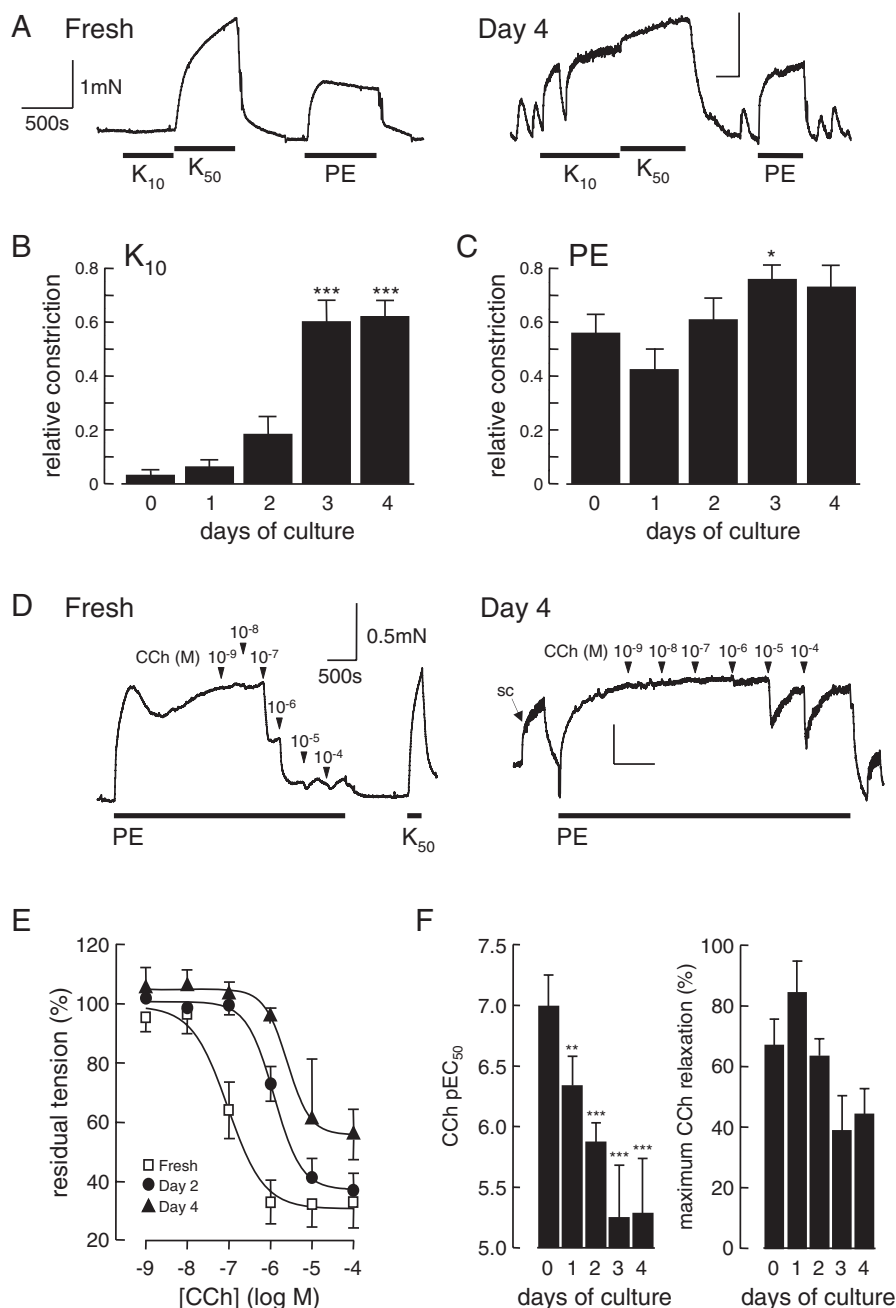 A Fresh
1mN
500s
K10
K50
PE
Day 4
K10
K50
PE
B K10
relative constriction
0.8
0.6
0.4
0.2
0
*** ***
0 1 2 3 4
days of culture
C PE
relative constriction
0.8
0.6
0.4
0.2
0
*
0 1 2 3 4
days of culture
D Fresh
CCh (M)
10-9
10-8
10-7
10-6
10-5
10-4
0.5mN
500s
PE
K50
Day 4
CCh (M) 10-9 10-8 10-7 10-6 10-5 10-4
sc
PE
E
residual tension (%)
120
100
80
60
40
20
Fresh
Day 2
Day 4
-9 -8 -7 -6 -5 -4
[CCh] (log M)
F
CCh pEC50
7.5
7.0
6.5
6.0
5.5
5.0
**
***
***
***
0 1 2 3 4
days of culture
maximum CCh relaxation (%)
100
80
60
40
20
0
0 1 2 3 4
days of culture